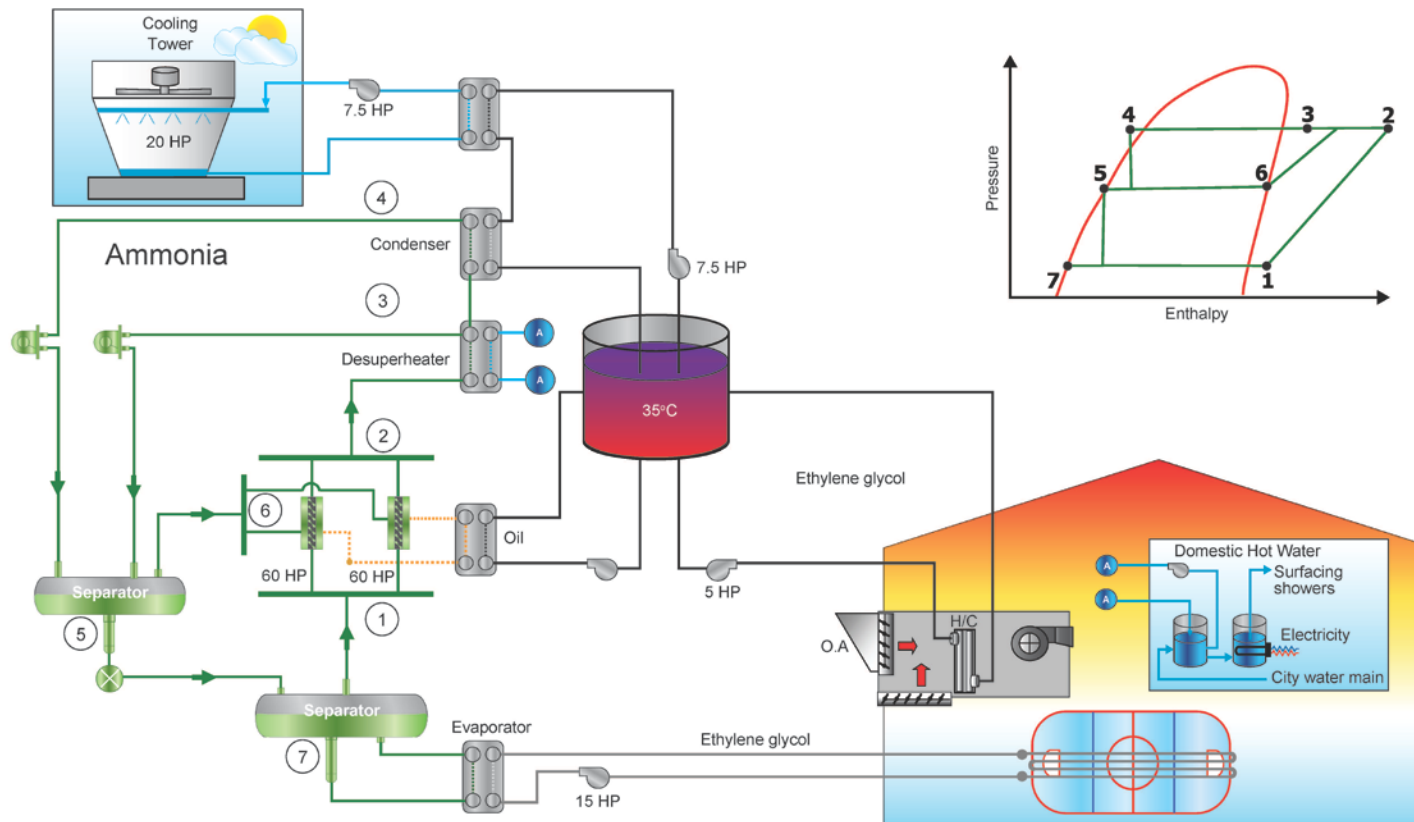 Cooling
Tower
7.5 HP
20 HP
4
Condenser
Ammonia
3
Desuperheater
A
A
7.5 HP
35°C
2
6
Oil
60 HP
60 HP
Separator
5
1
Separator
7
Evaporator
Ethylene glycol
15 HP
5 HP
Ethylene glycol
O.A
H/C
Domestic Hot Water
A
A
Surfacing
showers
Electricity
City water main
Pressure
Enthalpy
4
3
2
5
6
7
1